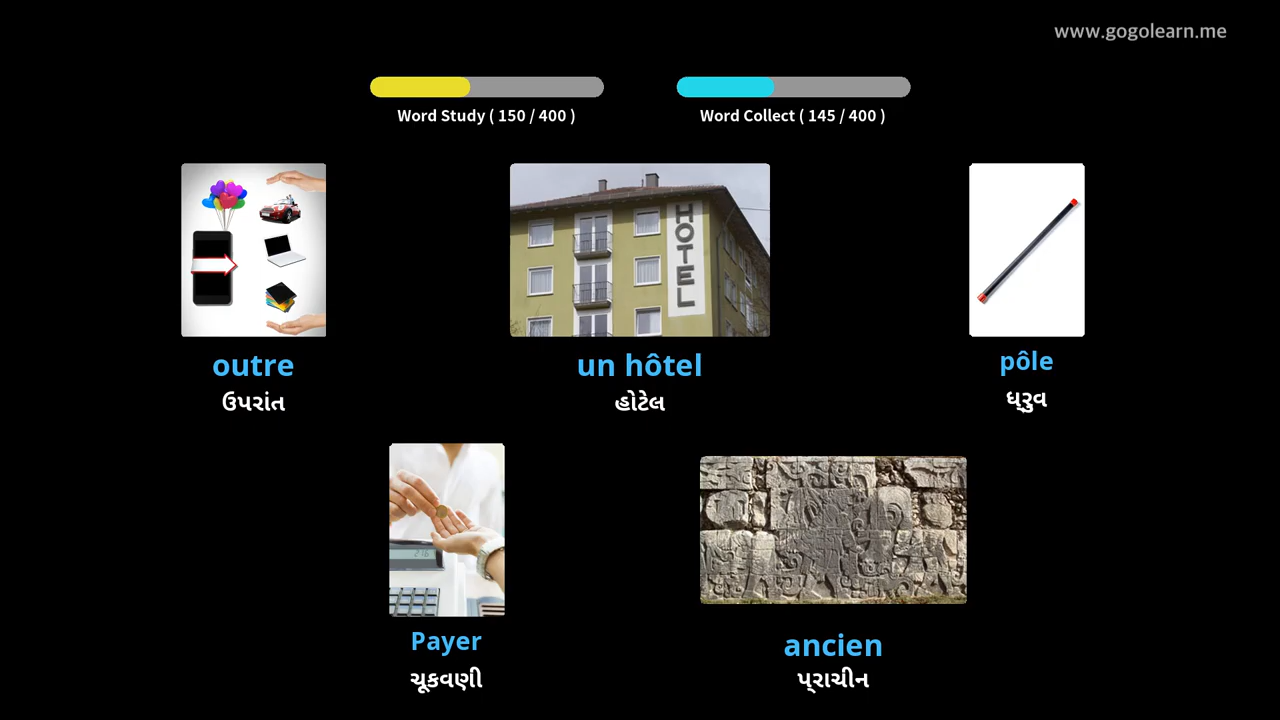 www.gogolearn.me
Word Study ( 150 / 400 )
Word Collect ( 145 / 400 )
HOTEL
outre
ઉપરાંત
un hôtel
હોટેલ
pôle
ધ્રુવ
216
Payer
ચૂકવણી
ancien
પ્રાચીન